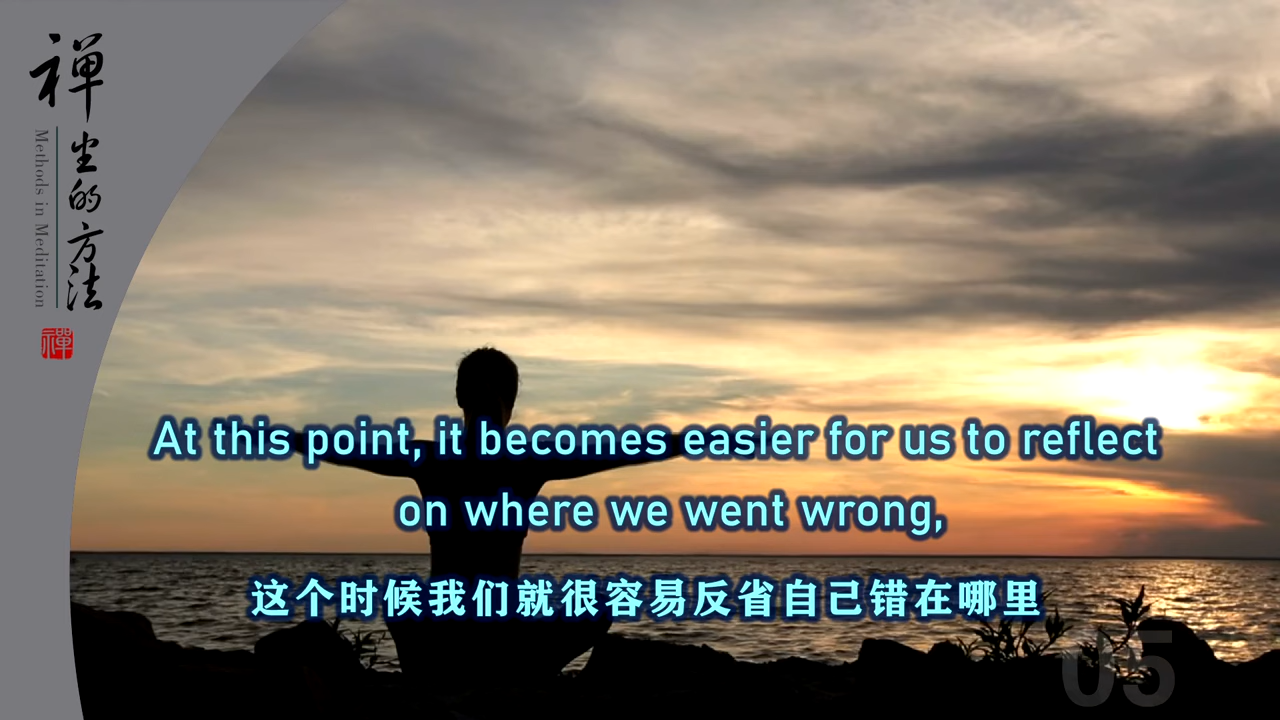 禅坐的方法
Methods in Meditation
禪
At this point, it becomes easier for us to reflect
on where we went wrong,
这个时候我们就很容易反省自己错在哪里
05